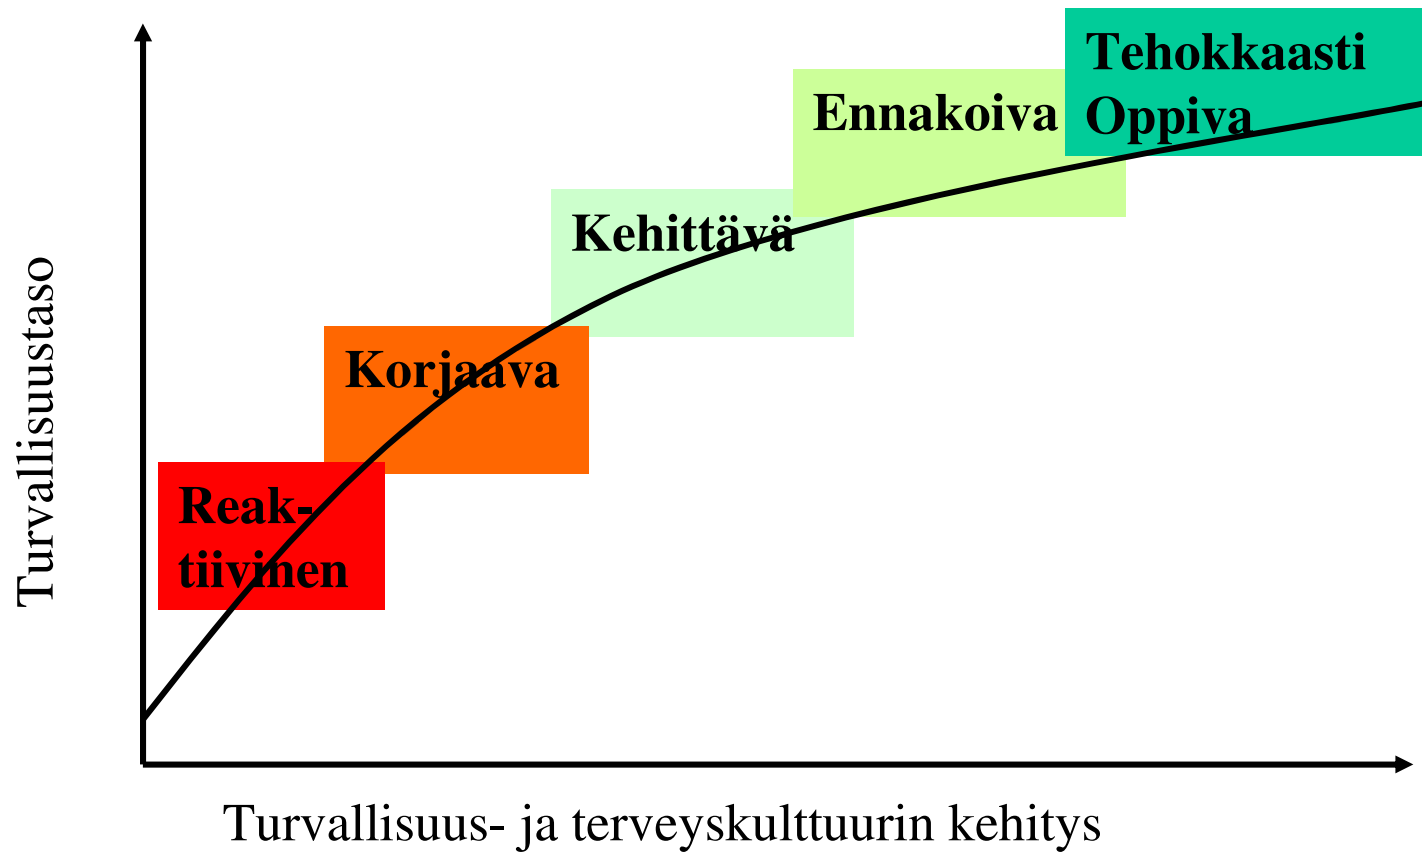 Tehokkaasti
Oppiva
Ennakoiva
Kehittävä
Korjaava
Reak-
tiivinen
Turvallisuustaso
Turvallisuus- ja terveyskulttuurin kehitys